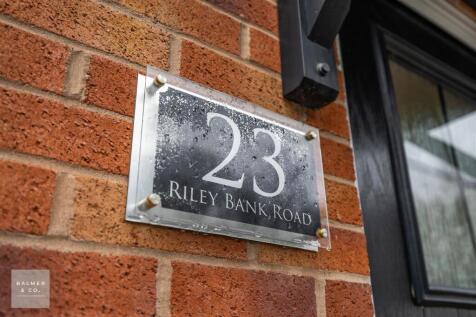 23
RILEY BANK ROAD
BALMER
& CO.